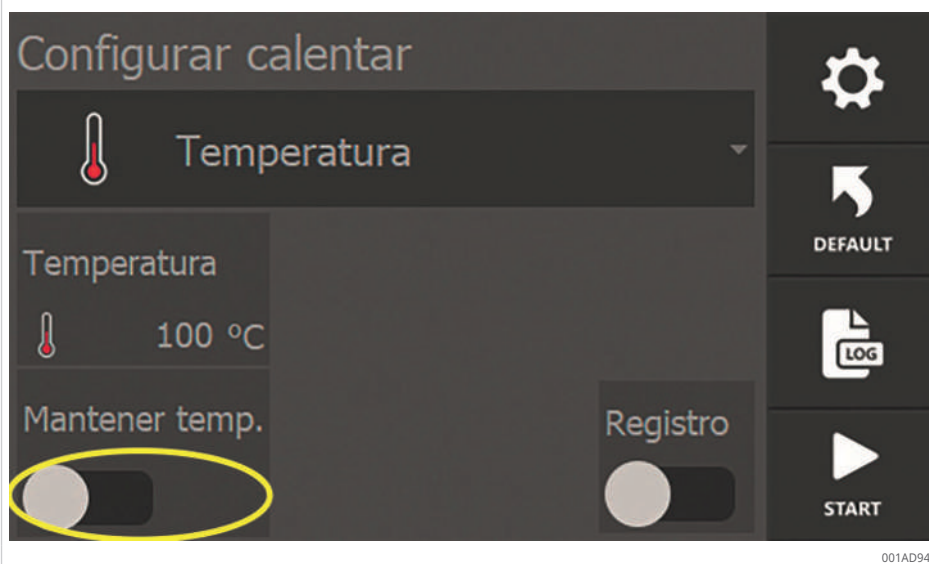 Configurar calentar
Temperatura
DEFAULT
Temperatura
100 °C
LOG
Mantener temp.
Registro
START
001AD94